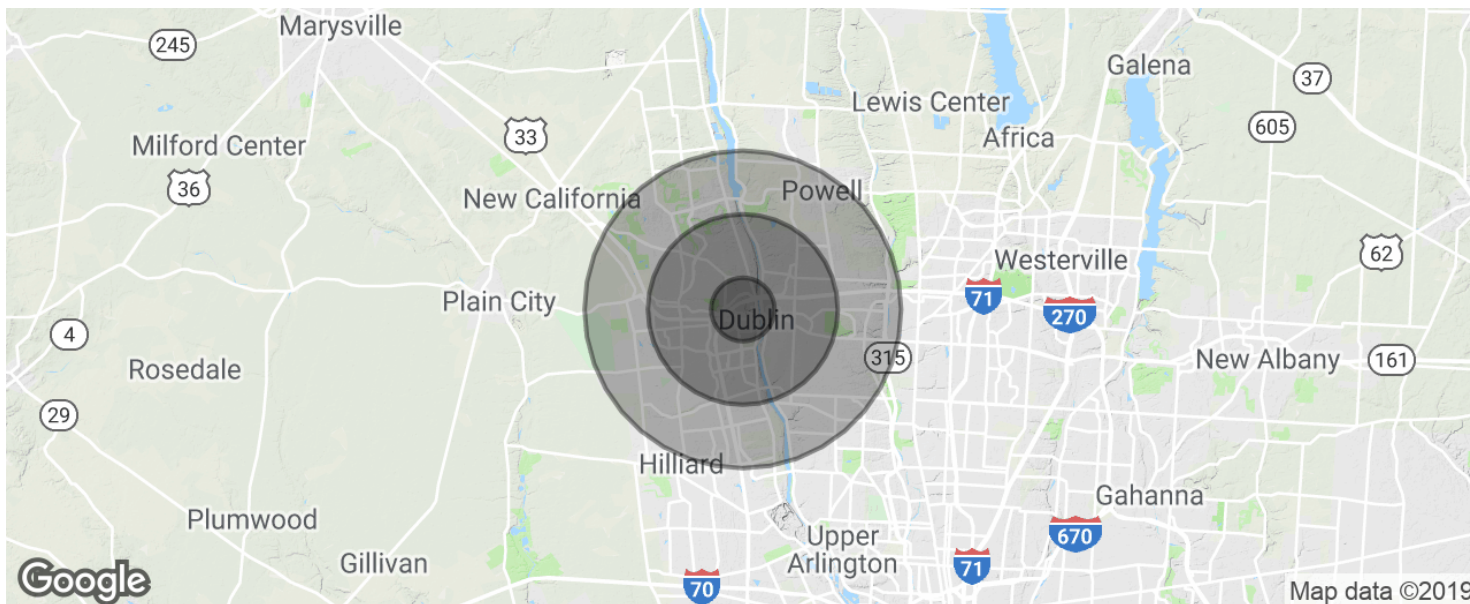 Marysville
245
Galena
37
Lewis Center
605
Africa
33
Milford Center
36
Powell
New California
62
Westerville
71
270
Plain City
Dublin
4
315
New Albany
161
Rosedale
29
Hilliard
Gahanna
Plumwood
Upper
Arlington
670
Gillivan
71
70
Google
Map data ©2019